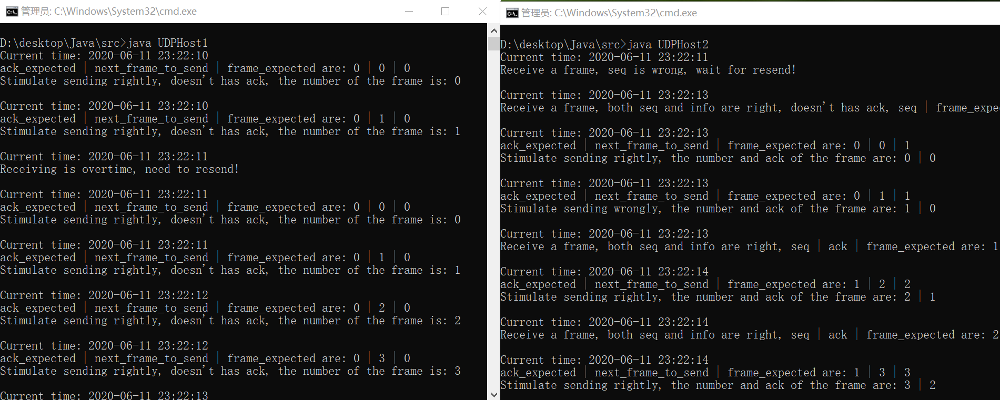 管理员: C:\Windows\System32\cmd.exe
D:\desktop\Java\src>java UDPHost1
Current time: 2020-06-11 23:22:10
ack_expected | next_frame_to_send | frame_expected are: 0 | 0 | 0
Stimulate sending rightly, doesn't has ack, the number of the frame is: 0
Current time: 2020-06-11 23:22:10
ack_expected | next_frame_to_send | frame_expected are: 0 | 1 | 0
Stimulate sending rightly, doesn't has ack, the number of the frame is: 1
Current time: 2020-06-11 23:22:11
Receiving is overtime, need to resend!
Current time: 2020-06-11 23:22:11
ack_expected | next_frame_to_send | frame_expected are: 0 | 0 | 0
Stimulate sending rightly, doesn't has ack, the number of the frame is: 0
Current time: 2020-06-11 23:22:11
ack_expected | next_frame_to_send | frame_expected are: 0 | 1 | 0
Stimulate sending rightly, doesn't has ack, the number of the frame is: 1
Current time: 2020-06-11 23:22:12
ack_expected | next_frame_to_send | frame_expected are: 0 | 2 | 0
Stimulate sending rightly, doesn't has ack, the number of the frame is: 2
Current time: 2020-06-11 23:22:12
ack_expected | next_frame_to_send | frame_expected are: 0 | 3 | 0
Stimulate sending rightly, doesn't has ack, the number of the frame is: 3
Current time: 2020-06-11 23:22:13
管理员: C:\Windows\System32\cmd.exe
D:\desktop\Java\src>java UDPHost2
Current time: 2020-06-11 23:22:11
Receive a frame, seq is wrong, wait for resend!
Current time: 2020-06-11 23:22:13
Receive a frame, both seq and info are right, doesn't has ack, seq | frame_expe
Current time: 2020-06-11 23:22:13
ack_expected | next_frame_to_send | frame_expected are: 0 | 0 | 1
Stimulate sending rightly, the number and ack of the frame are: 0 | 0
Current time: 2020-06-11 23:22:13
ack_expected | next_frame_to_send | frame_expected are: 0 | 1 | 1
Stimulate sending wrongly, the number and ack of the frame are: 1 | 0
Current time: 2020-06-11 23:22:13
Receive a frame, both seq and info are right, seq | ack | frame_expected are: 1
Current time: 2020-06-11 23:22:14
ack_expected | next_frame_to_send | frame_expected are: 1 | 2 | 2
Stimulate sending rightly, the number and ack of the frame are: 2 | 1
Current time: 2020-06-11 23:22:14
Receive a frame, both seq and info are right, seq | ack | frame_expected are: 2
Current time: 2020-06-11 23:22:14
ack_expected | next_frame_to_send | frame_expected are: 1 | 3 | 3
Stimulate sending rightly, the number and ack of the frame are: 3 | 2